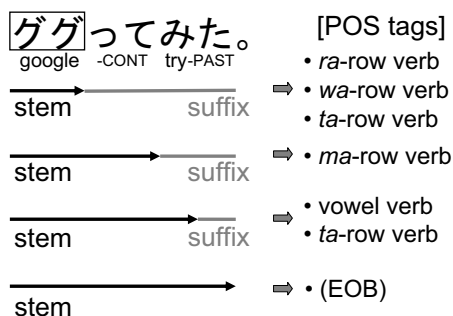 ググってみた。 [POS tags]
google -CONT try-PAST
• ra-row verb
• wa-row verb
• ta-row verb
stem suffix
• ma-row verb
stem suffix
• vowel verb
• ta-row verb
stem suffix
• (EOB)
stem